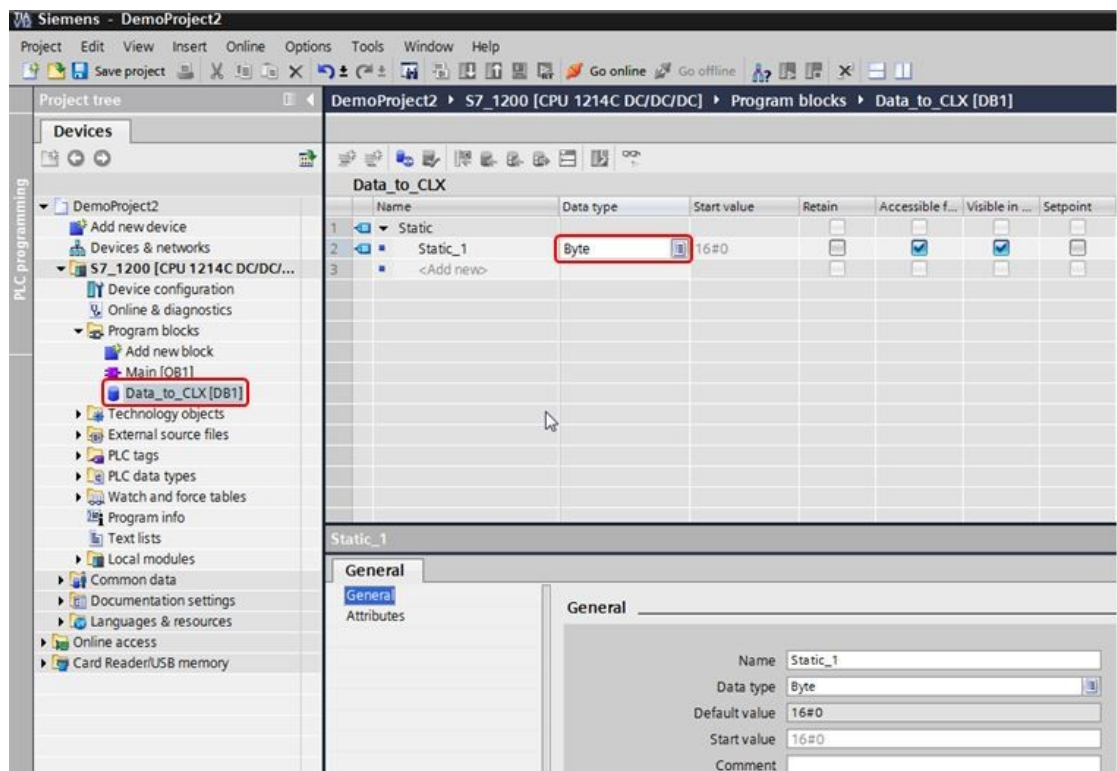 Siemens - DemoProject2
Project Edit View Insert Online Options Tools Window Help
Save project Go online Go offline
Project tree
DemoProject2 S7_1200 [CPU 1214C DC/DC/DC] Program blocks Data_to_CLX [DB1]
Devices
PLC programming
DemoProject2
Add new device
Devices & networks
S7_1200 [CPU 1214C DC/DC/...
Device configuration
Online & diagnostics
Program blocks
Add new block
Main [OB1]
Data_to_CLX [DB1]
Technology objects
External source files
PLC tags
PLC data types
Watch and force tables
Program info
Text lists
Local modules
Common data
Documentation settings
Languages & resources
Online access
Card Reader/USB memory
Data_to_CLX
Name Data type Start value Retain Accessible f... Visible in ... Setpoint
1 Static
2 Static_1 Byte 16#0
3 <Add new>
Static_1
General
General
Attributes
General
Name Static_1
Data type Byte
Default value 16#0
Start value 16#0
Comment